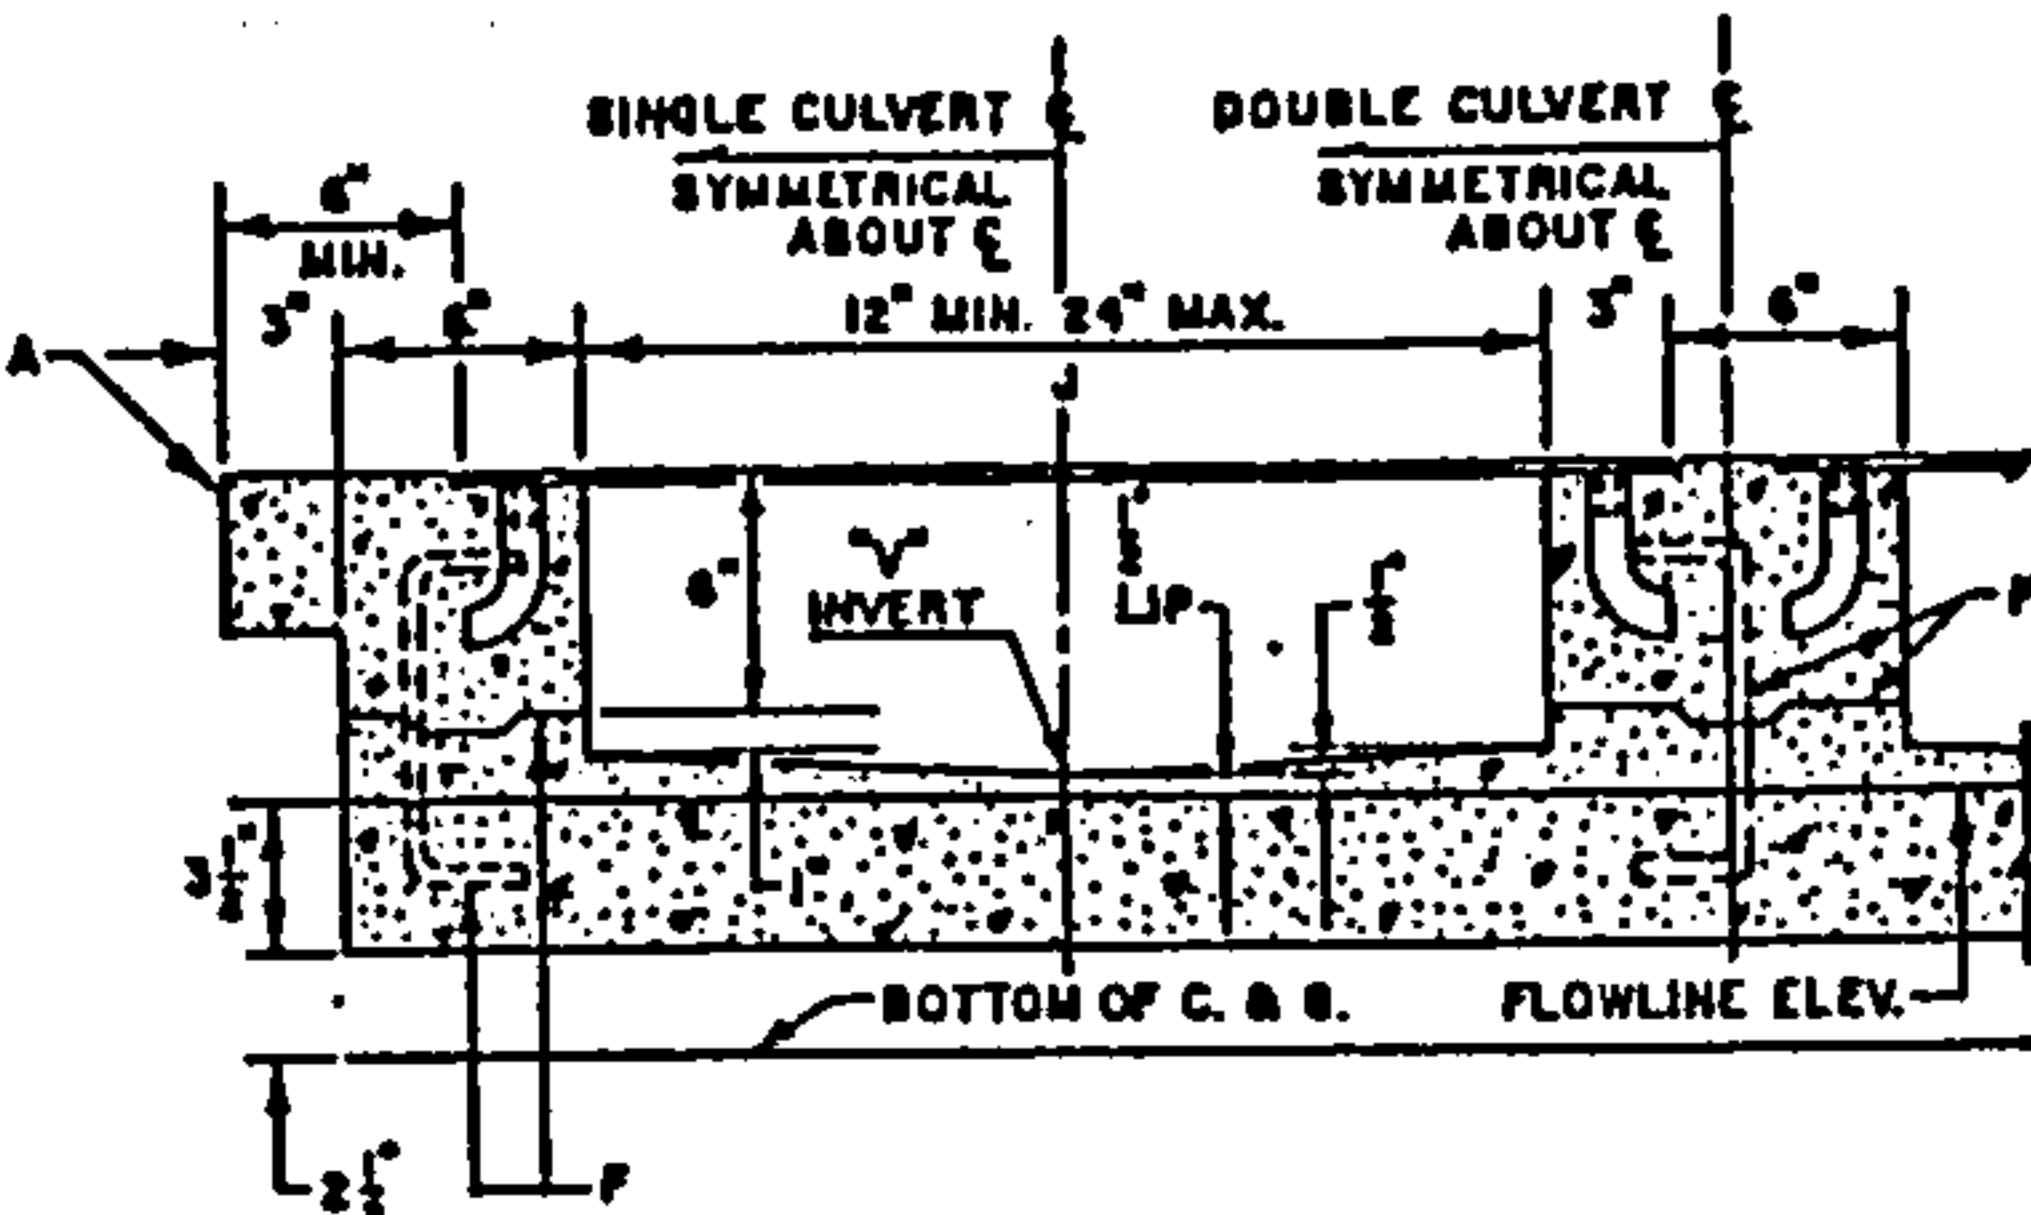 SINGLE CULVERT ℄
SYMMETRICAL
ABOUT ℄
DOUBLE CULVERT ℄
SYMMETRICAL
ABOUT ℄
6"
MIN.
3"
6"
12" MIN. 24" MAX.
3"
6"
A
J
6"
"V"
INVERT
LIP
F
3 1/2"
BOTTOM OF C. & G.
FLOWLINE ELEV.
2 1/2"
F